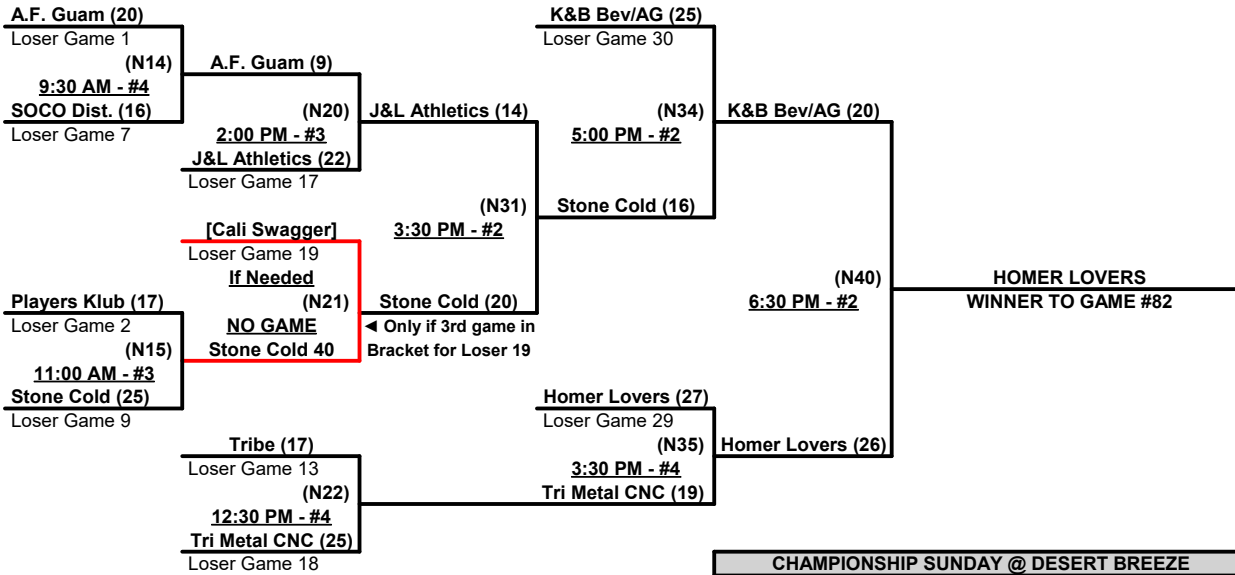 A.F. Guam (20)
Loser Game 1
(N14)
9:30 AM - #4
SOCO Dist. (16)
Loser Game 7
A.F. Guam (9)
(N20)
2:00 PM - #3
J&L Athletics (22)
Loser Game 17
J&L Athletics (14)
[Cali Swagger]
Loser Game 19
If Needed
(N21)
NO GAME
Stone Cold 40
Players Klub (17)
Loser Game 2
(N15)
11:00 AM - #3
Stone Cold (25)
Loser Game 9
(N31)
3:30 PM - #2
Stone Cold (20)
◄ Only if 3rd game in
Bracket for Loser 19
Tribe (17)
Loser Game 13
(N22)
12:30 PM - #4
Tri Metal CNC (25)
Loser Game 18
K&B Bev/AG (25)
Loser Game 30
(N34)
5:00 PM - #2
Stone Cold (16)
K&B Bev/AG (20)
Homer Lovers (27)
Loser Game 29
(N35)
3:30 PM - #4
Tri Metal CNC (19)
Homer Lovers (26)
(N40)
6:30 PM - #2
HOMER LOVERS
WINNER TO GAME #82
CHAMPIONSHIP SUNDAY @ DESERT BREEZE